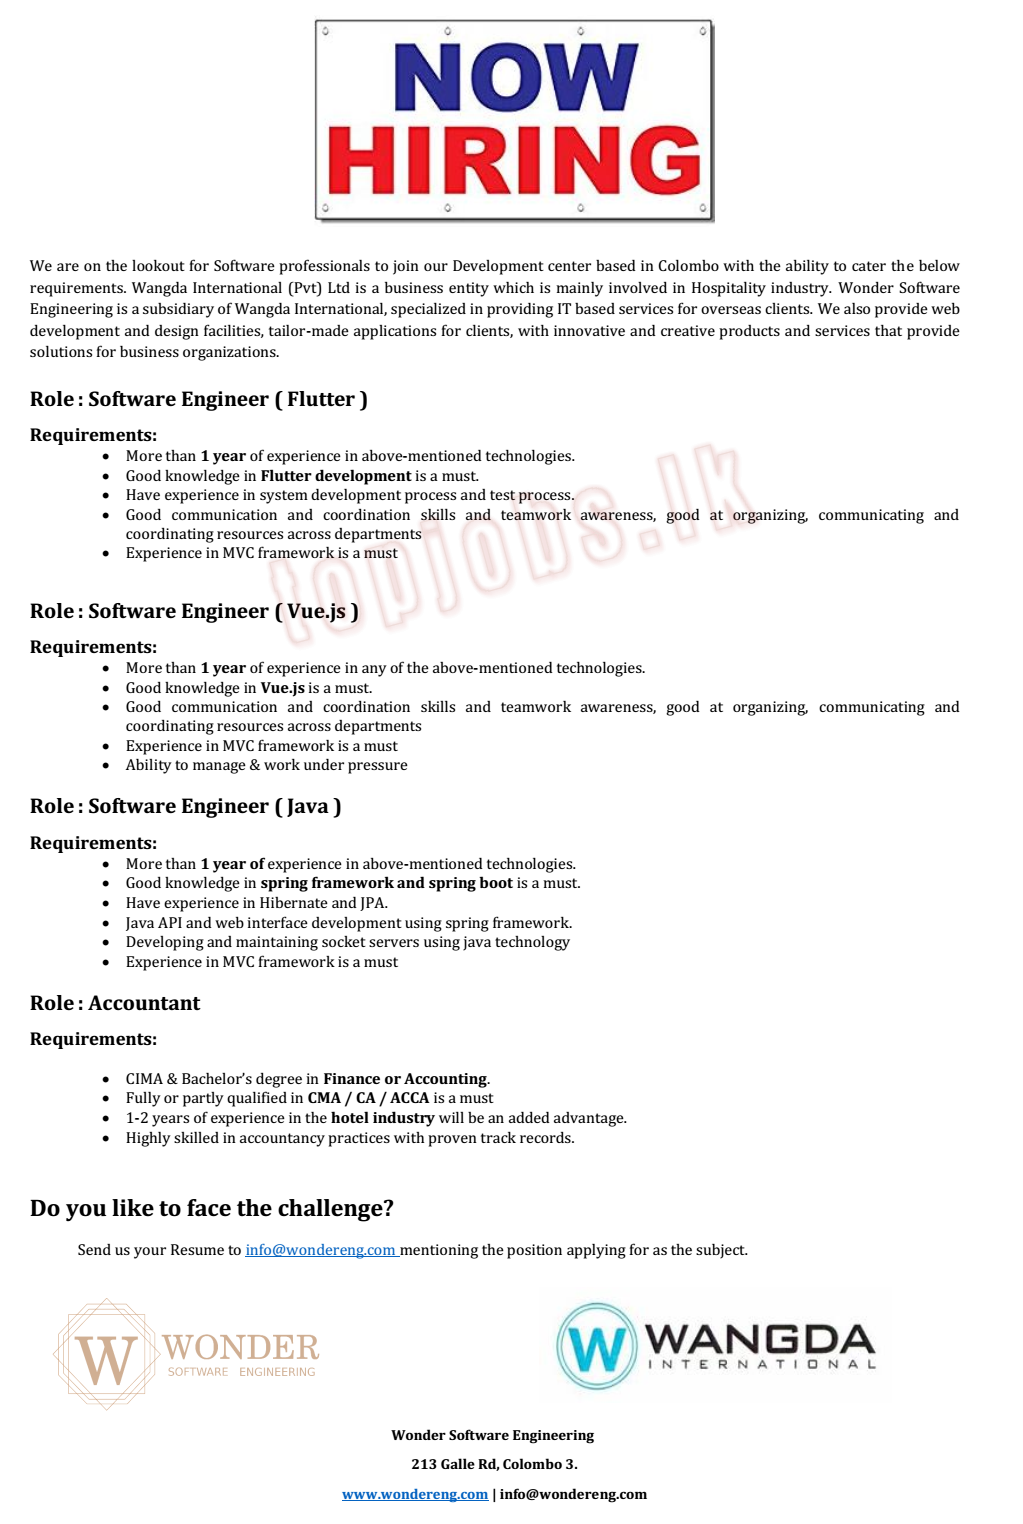 NOW
HIRING
We are on the lookout for Software professionals to join our Development center based in Colombo with the ability to cater the below
requirements. Wangda International (Pvt) Ltd is a business entity which is mainly involved in Hospitality industry. Wonder Software
Engineering is a subsidiary of Wangda International, specialized in providing IT based services for overseas clients. We also provide web
development and design facilities, tailor-made applications for clients, with innovative and creative products and services that provide
solutions for business organizations.
Role : Software Engineer ( Flutter )
Requirements:
• More than 1 year of experience in above-mentioned technologies.
• Good knowledge in Flutter development is a must.
• Have experience in system development process and test process.
• Good communication and coordination skills and teamwork awareness, good at organizing, communicating and
coordinating resources across departments
• Experience in MVC framework is a must
topjobs.lk
Role : Software Engineer ( Vue.js )
Requirements:
• More than 1 year of experience in any of the above-mentioned technologies.
• Good knowledge in Vue.js is a must.
• Good communication and coordination skills and teamwork awareness, good at organizing, communicating and
coordinating resources across departments
• Experience in MVC framework is a must
• Ability to manage & work under pressure
Role : Software Engineer ( Java )
Requirements:
• More than 1 year of experience in above-mentioned technologies.
• Good knowledge in spring framework and spring boot is a must.
• Have experience in Hibernate and JPA.
• Java API and web interface development using spring framework.
• Developing and maintaining socket servers using java technology
• Experience in MVC framework is a must
Role : Accountant
Requirements:
• CIMA & Bachelor’s degree in Finance or Accounting.
• Fully or partly qualified in CMA / CA / ACCA is a must
• 1-2 years of experience in the hotel industry will be an added advantage.
• Highly skilled in accountancy practices with proven track records.
Do you like to face the challenge?
Send us your Resume to info@wondereng.com mentioning the position applying for as the subject.
W WONDER
SOFTWARE ENGINEERING
W WANGDA
INTERNATIONAL
Wonder Software Engineering
213 Galle Rd, Colombo 3.
www.wondereng.com | info@wondereng.com